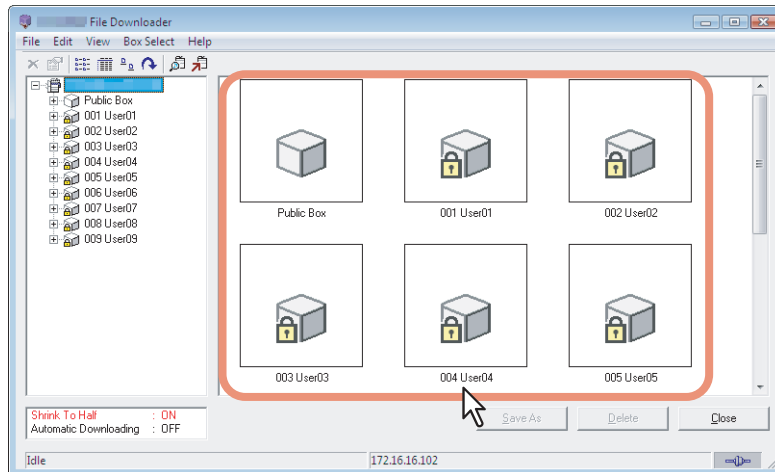 File Downloader
File Edit View Box Select Help
Public Box
001 User01
002 User02
003 User03
004 User04
005 User05
006 User06
007 User07
008 User08
009 User09
Public Box
001 User01
002 User02
003 User03
004 User04
005 User05
Shrink To Half : ON
Automatic Downloading : OFF
Save As
Delete
Close
Idle
172.16.16.102